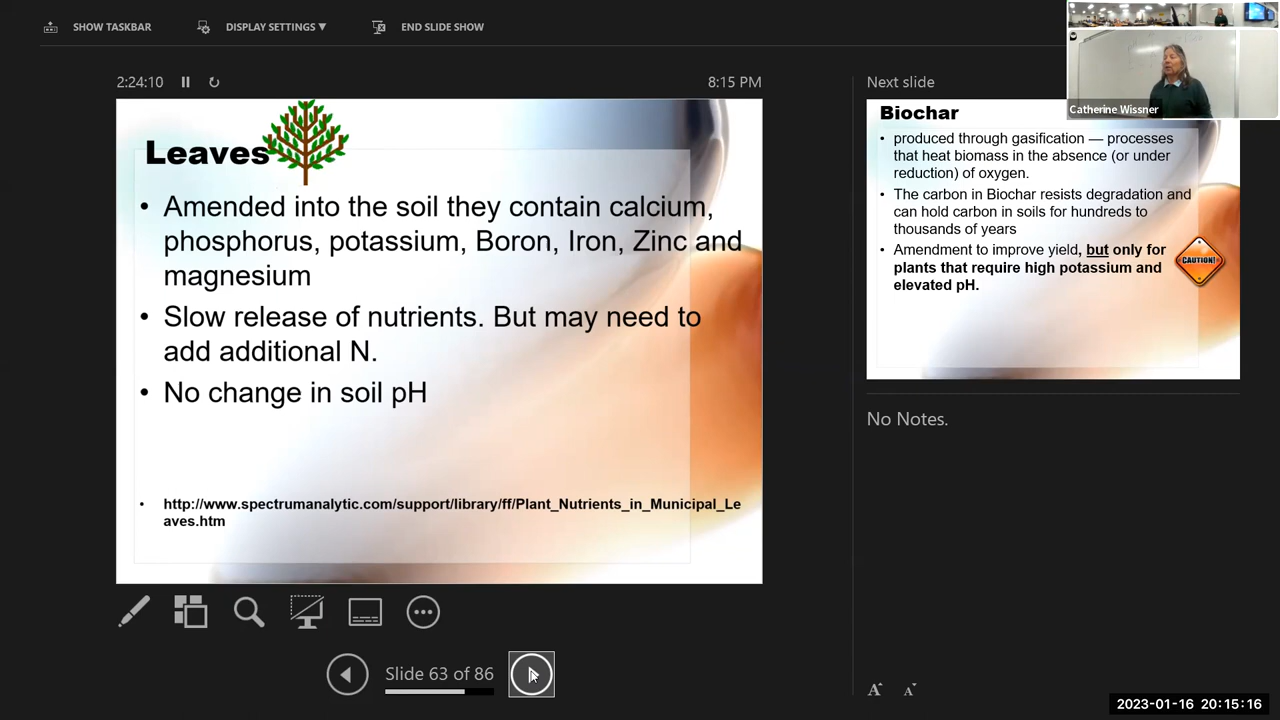 SHOW TASKBAR
DISPLAY SETTINGS ▼
END SLIDE SHOW
2:24:10
8:15 PM
Leaves
• Amended into the soil they contain calcium,
phosphorus, potassium, Boron, Iron, Zinc and
magnesium
• Slow release of nutrients. But may need to
add additional N.
• No change in soil pH
• http://www.spectrumanalytic.com/support/library/ff/Plant_Nutrients_in_Municipal_Le
aves.htm
Slide 63 of 86
Next slide
Catherine Wissner
Biochar
• produced through gasification — processes
that heat biomass in the absence (or under
reduction) of oxygen.
• The carbon in Biochar resists degradation and
can hold carbon in soils for hundreds to
thousands of years
• Amendment to improve yield, but only for
plants that require high potassium and
elevated pH.
CAUTION!
No Notes.
A A
2023-01-16 20:15:16